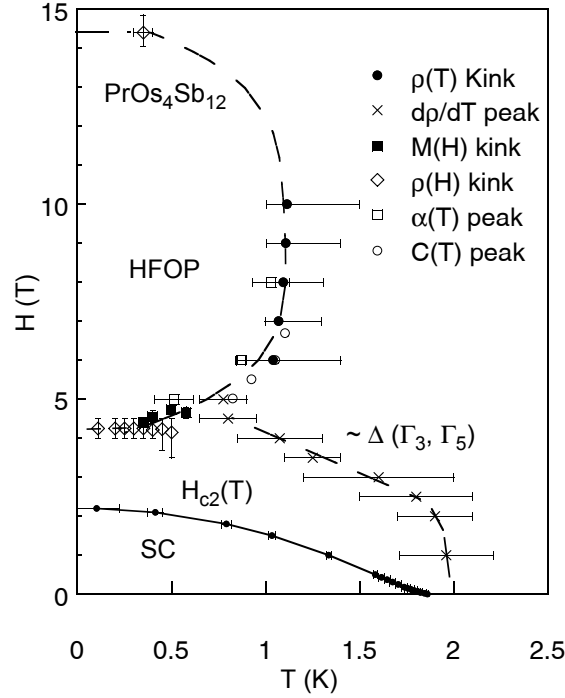 15
PrOs₄Sb₁₂
ρ(T) Kink
dρ/dT peak
M(H) kink
ρ(H) kink
α(T) peak
C(T) peak
10
H (T)
HFOP
5
~ Δ (Γ₃, Γ₅)
H_c2(T)
SC
0
0 0.5 1 1.5 2 2.5
T (K)